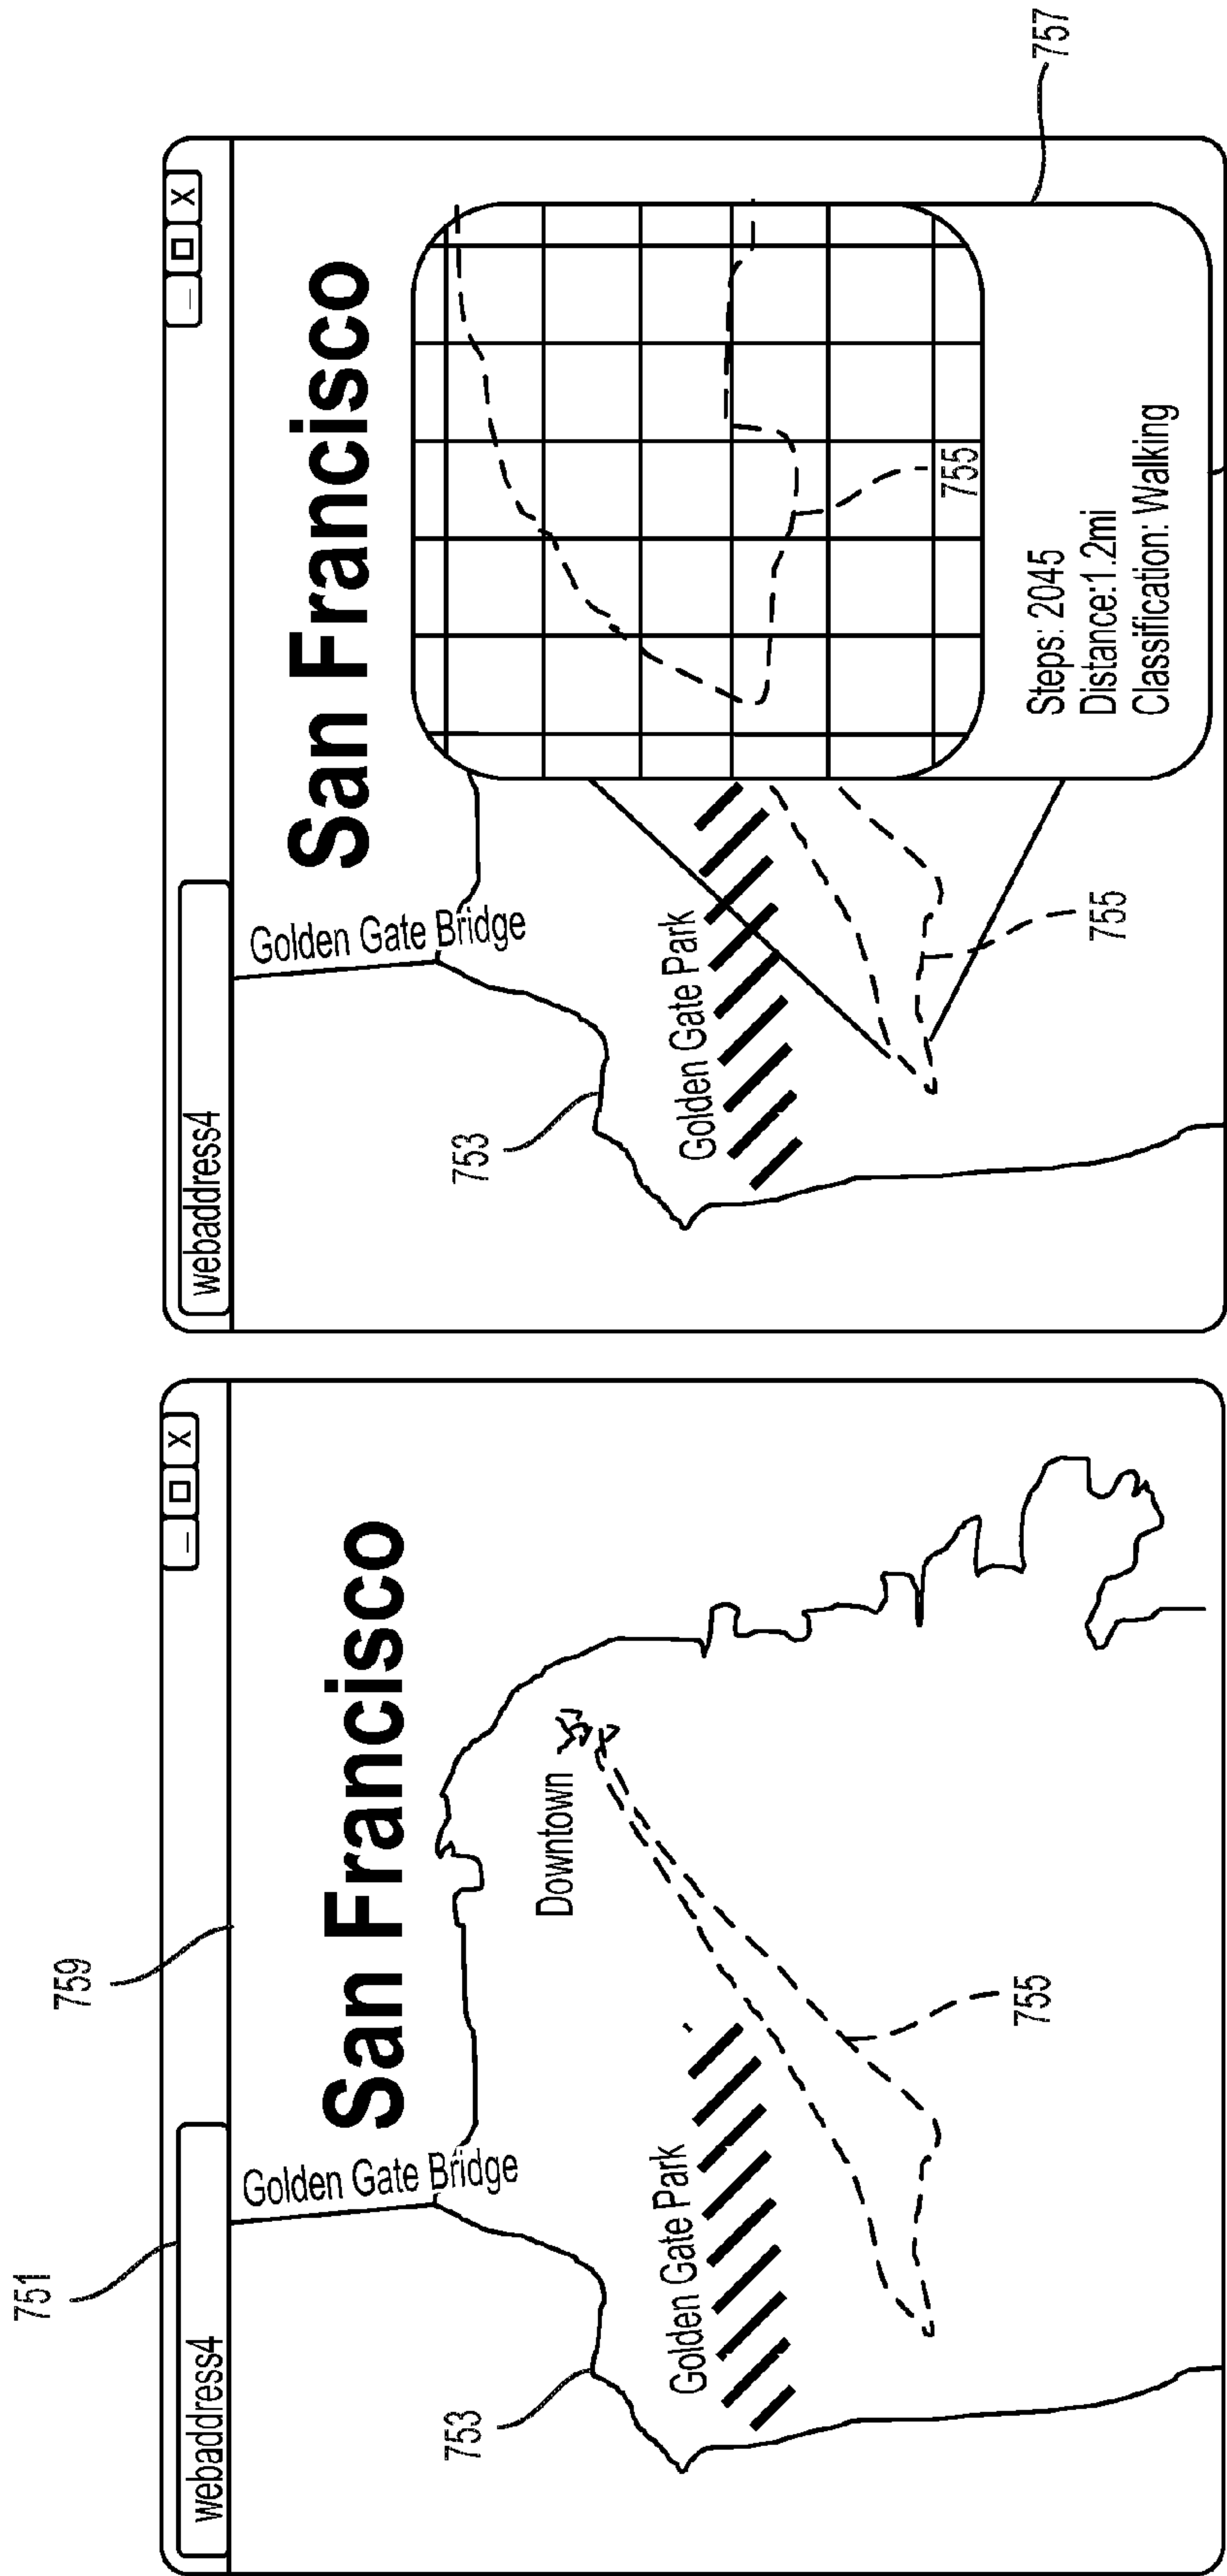 751
759
webaddress4
_ □ X
Golden Gate Bridge
San Francisco
753
Downtown
Golden Gate Park
755
webaddress4
_ □ X
Golden Gate Bridge
San Francisco
753
Golden Gate Park
755
755
Steps: 2045
Distance:1.2mi
Classification: Walking
757